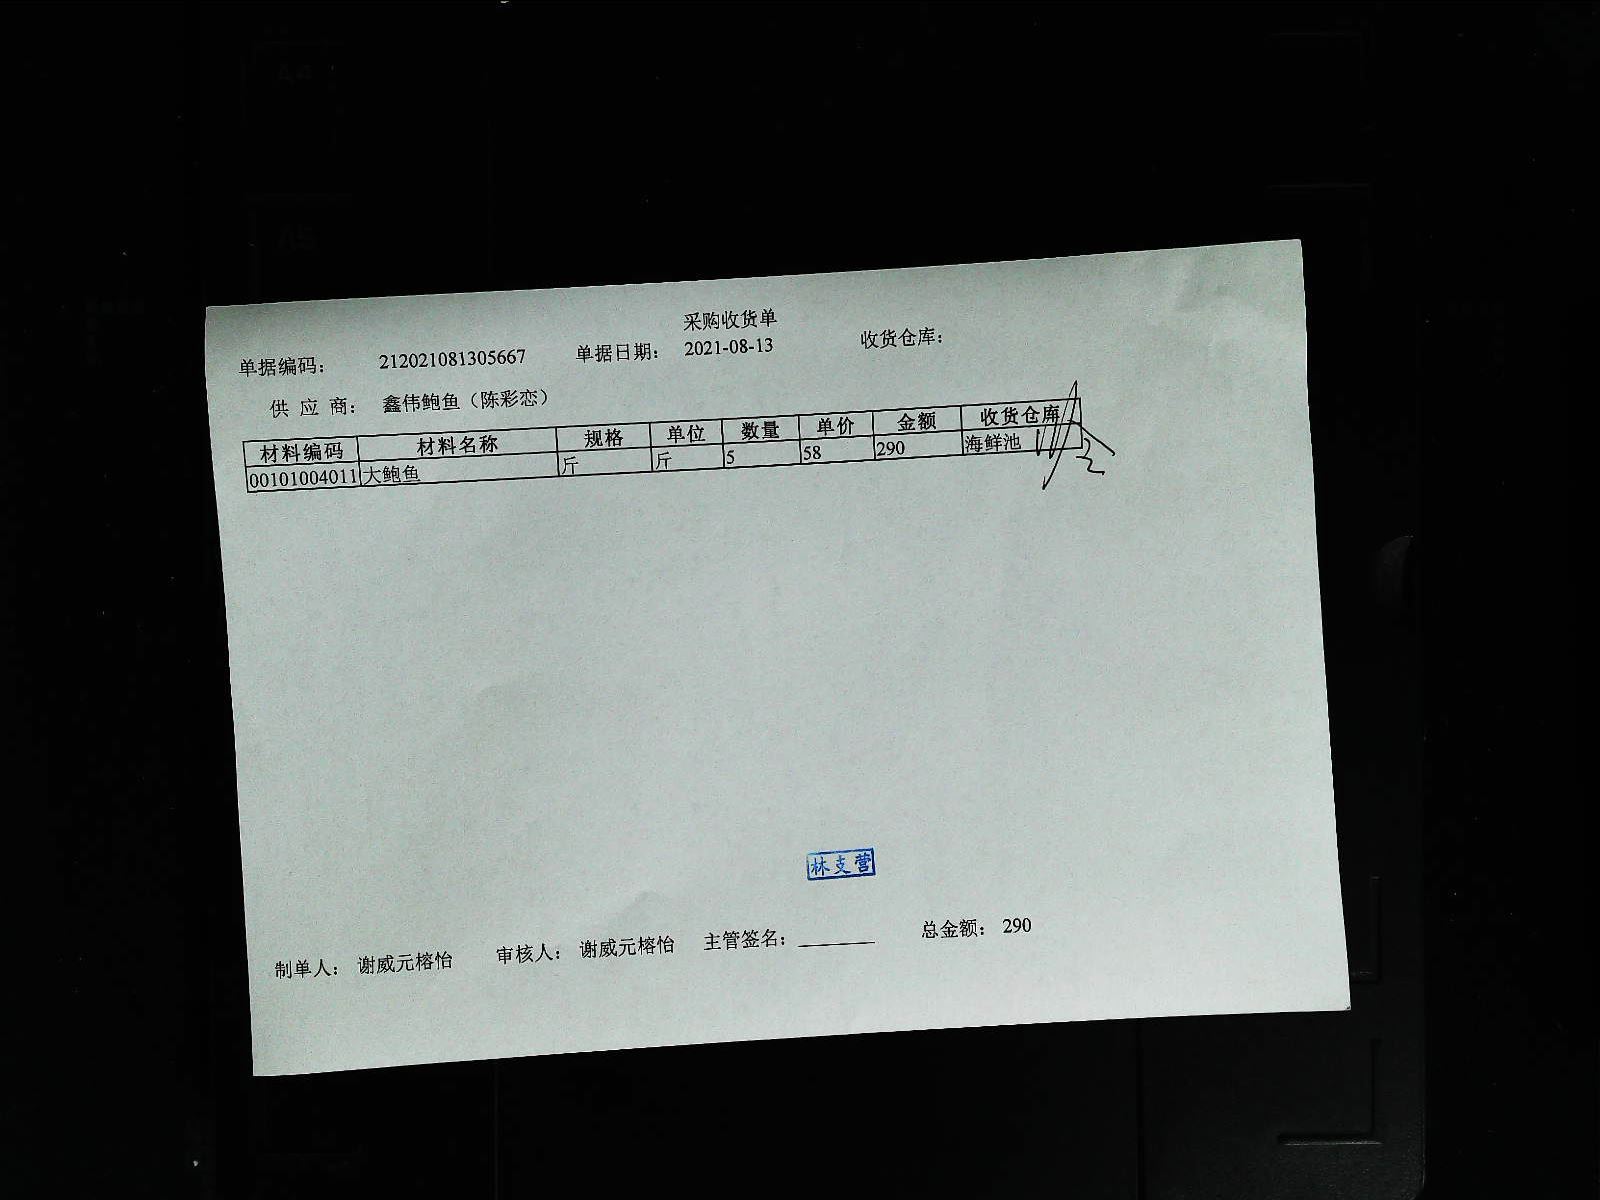 采购收货单
单据编码： 212021081305667 单据日期： 2021-08-13 收货仓库：
供 应 商： 鑫伟鲍鱼（陈彩恋）
材料编码 材料名称 规格 单位 数量 单价 金额 收货仓库
00101004011 大鲍鱼 斤 斤 5 58 290 海鲜池
林支营
制单人： 谢威元榕怡 审核人： 谢威元榕怡 主管签名：________ 总金额： 290